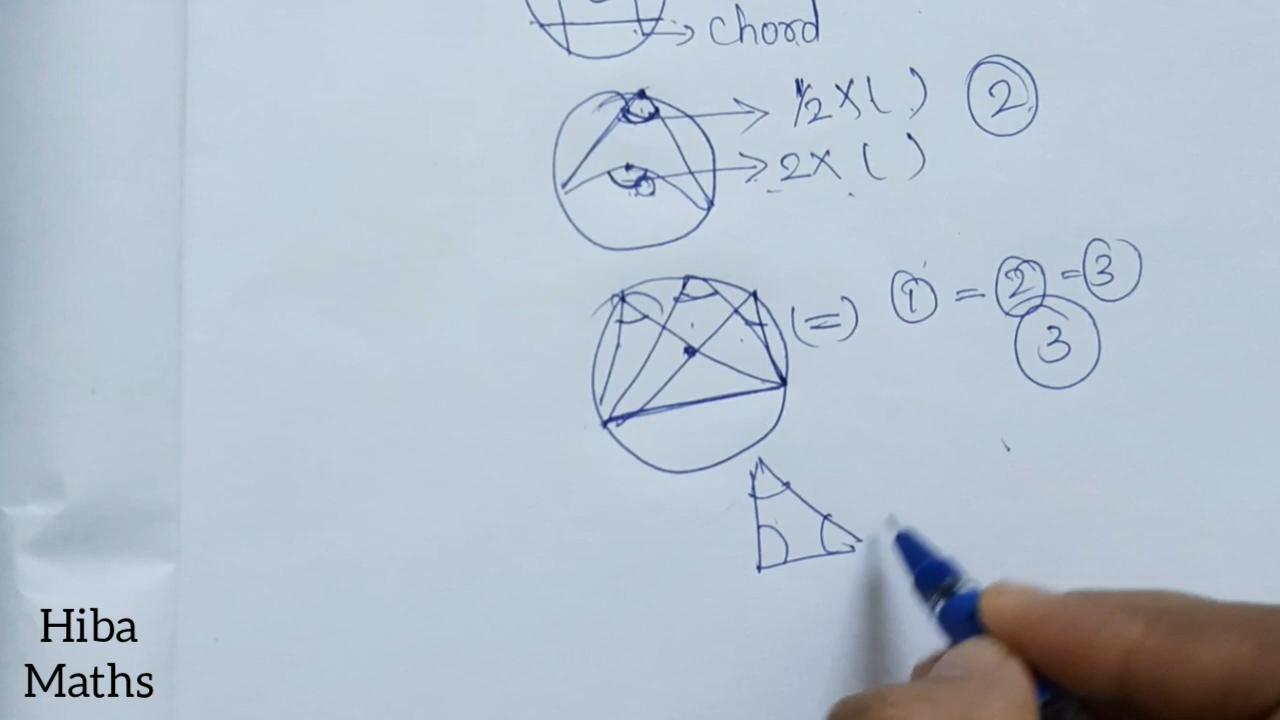 chord
1/2 × ( ) 2
2 × ( )
(=) 1 = 2 = 3
3
Hiba
Maths